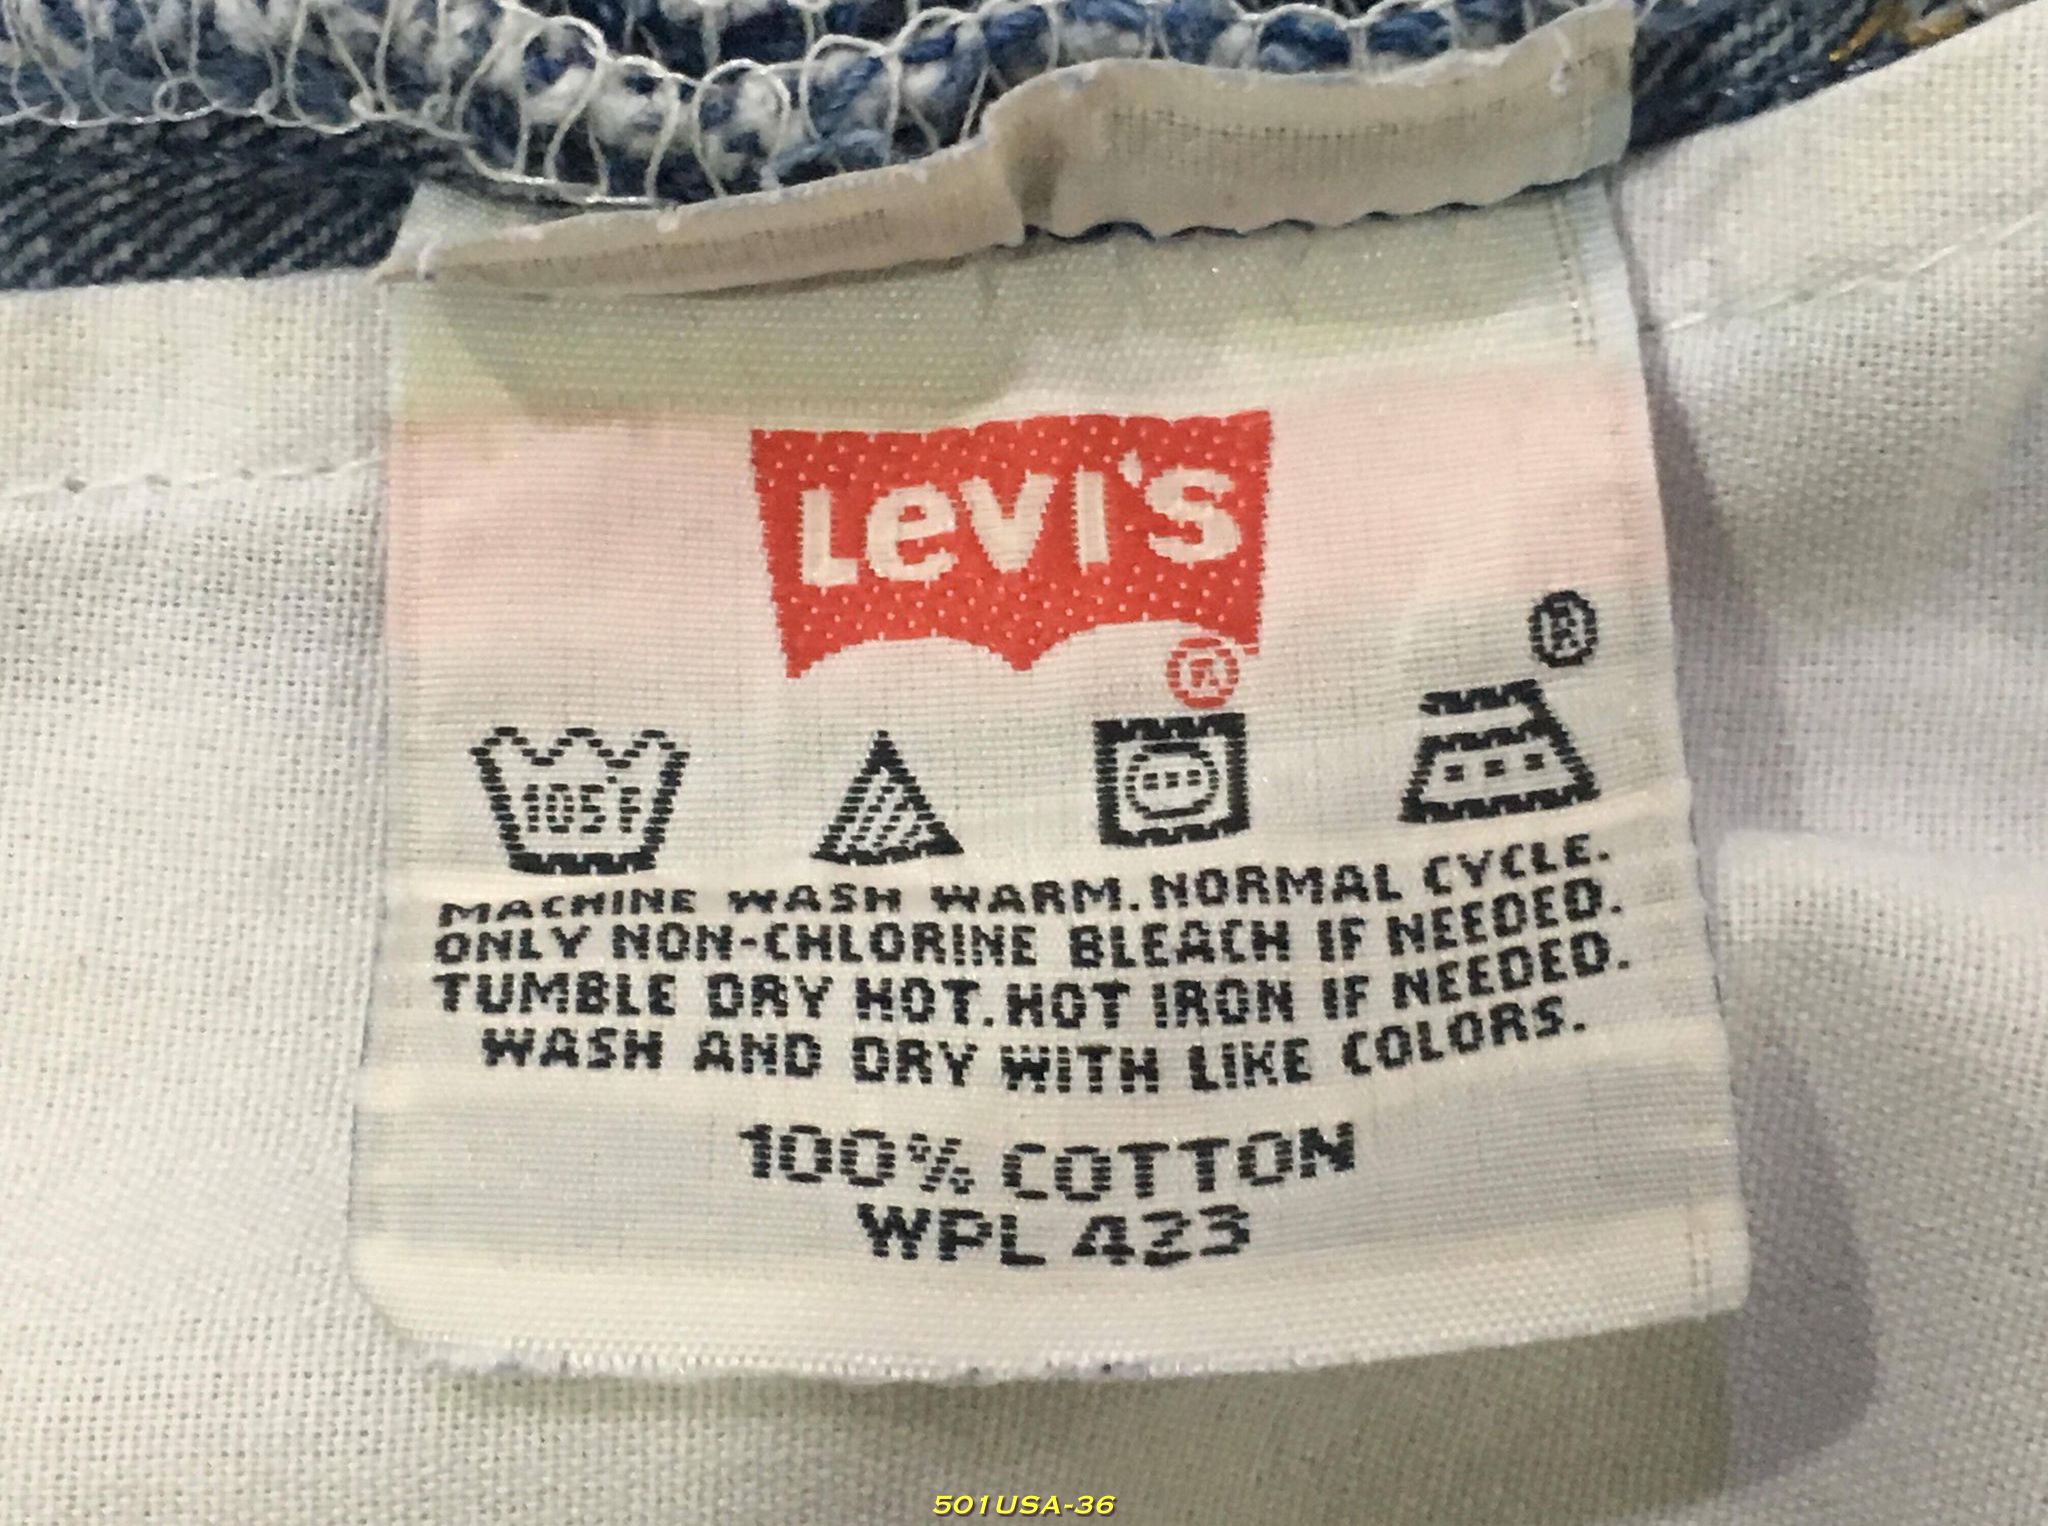 LEVI'S
®
®
105°F
MACHINE WASH WARM. NORMAL CYCLE.
ONLY NON-CHLORINE BLEACH IF NEEDED.
TUMBLE DRY HOT. HOT IRON IF NEEDED.
WASH AND DRY WITH LIKE COLORS.
100% COTTON
WPL 423
501USA-36